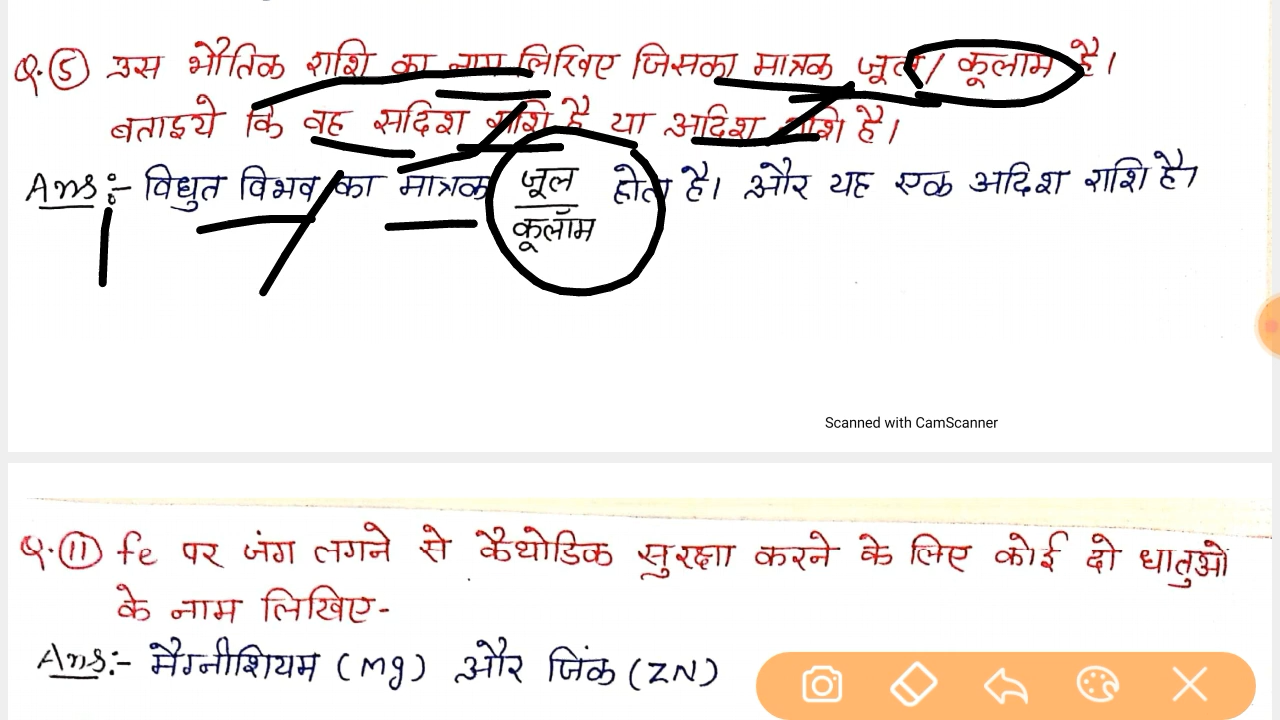 Q.⑤ उस भौतिक राशि का नाम लिखिए जिसका मात्रक जूल/कूलाम है।
बताइये कि वह सदिश राशि है या अदिश राशि है।
Ans:- विधुत विभव का मात्रक जूल/कूलॉम होता है। और यह एक अदिश राशि है।
Scanned with CamScanner
Q.⑪ fe पर जंग लगने से कैथोडिक सुरक्षा करने के लिए कोई दो धातुओ
के नाम लिखिए-
Ans:- मैग्नीशियम (Mg) और जिंक (ZN)